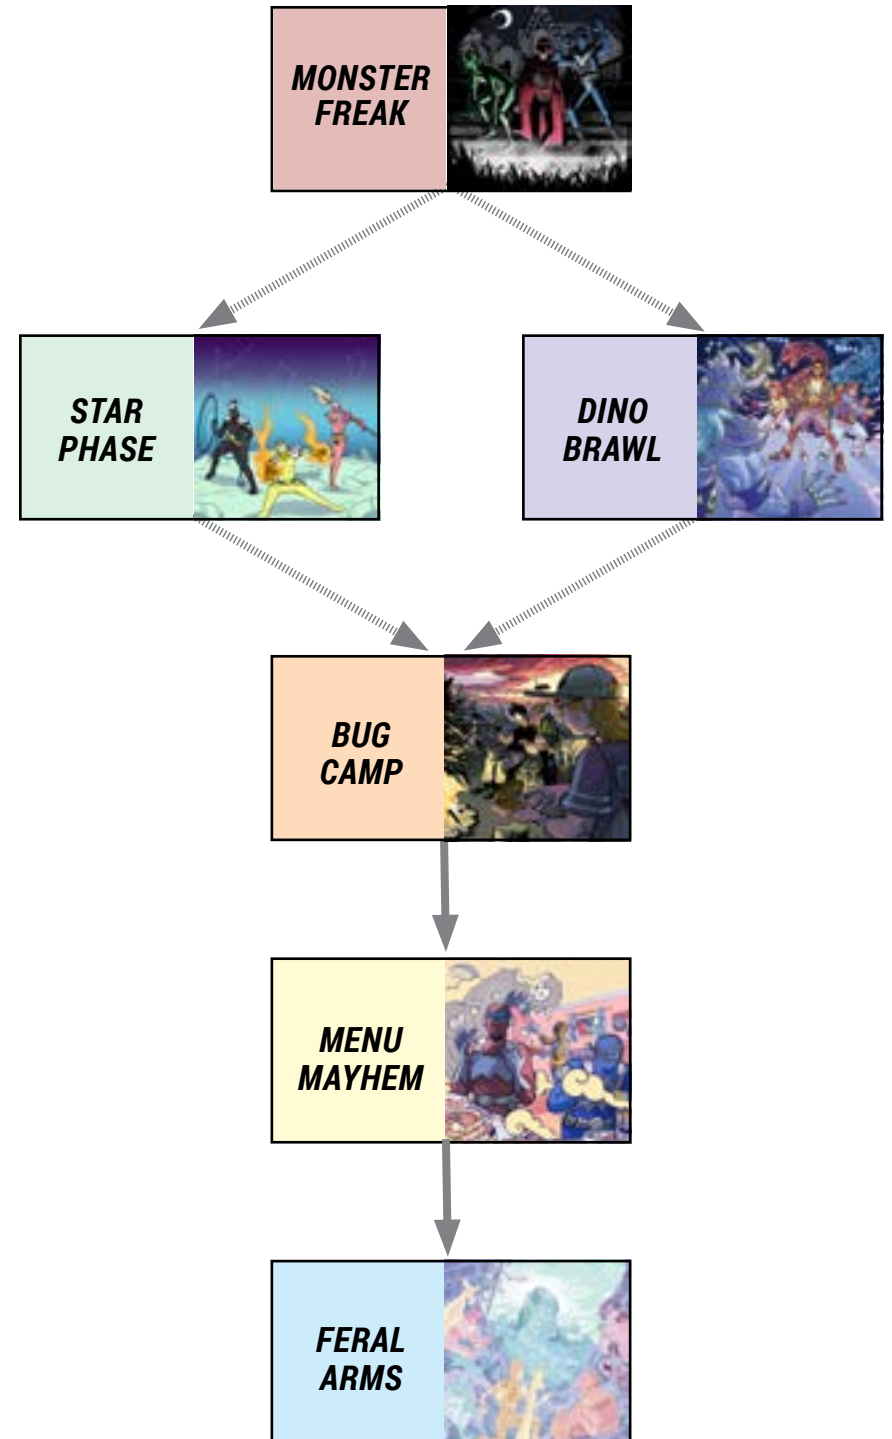 MONSTER
FREAK
STAR
PHASE
DINO
BRAWL
BUG
CAMP
MENU
MAYHEM
FERAL
ARMS